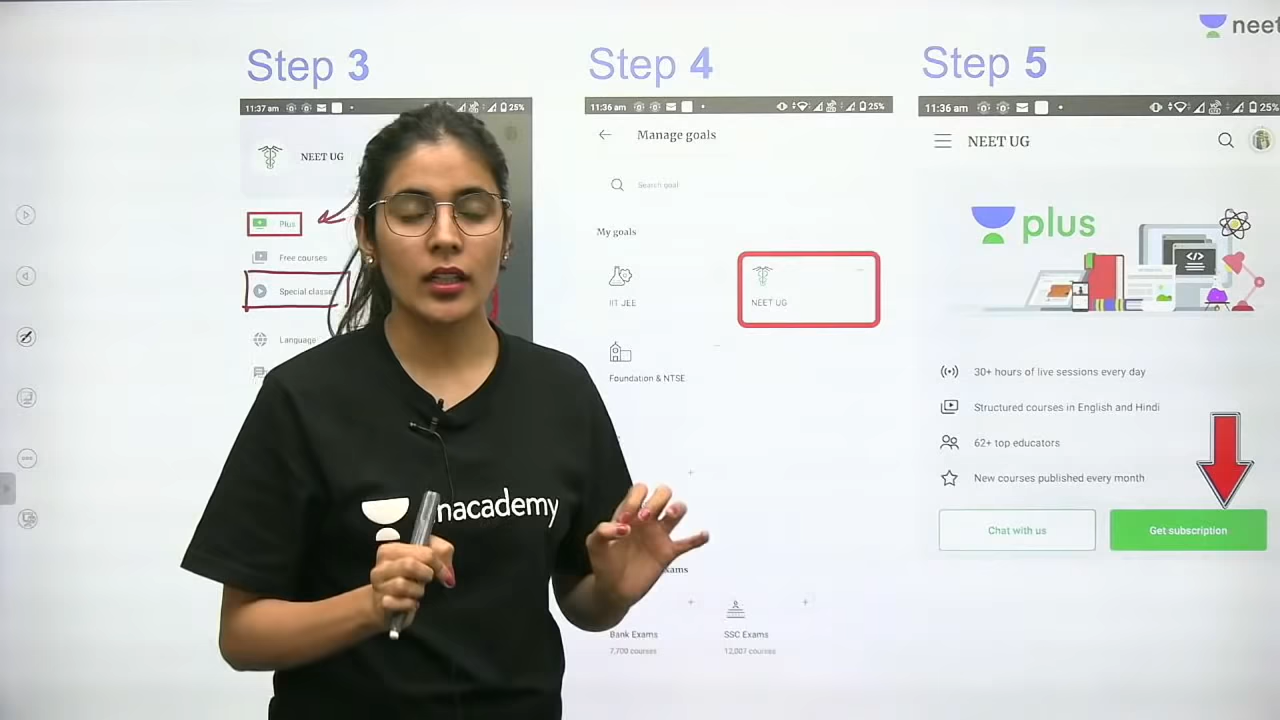 neet
Step 3
11:37 am
25%
NEET UG
Plus
Free courses
Special classes
Language
Step 4
11:36 am
25%
Manage goals
Search goal
My goals
IIT JEE
NEET UG
Foundation & NTSE
Bank Exams
7,700 courses
SSC Exams
12,007 courses
Step 5
11:36 am
25%
NEET UG
plus
30+ hours of live sessions every day
Structured courses in English and Hindi
62+ top educators
New courses published every month
Chat with us
Get subscription
nacademy